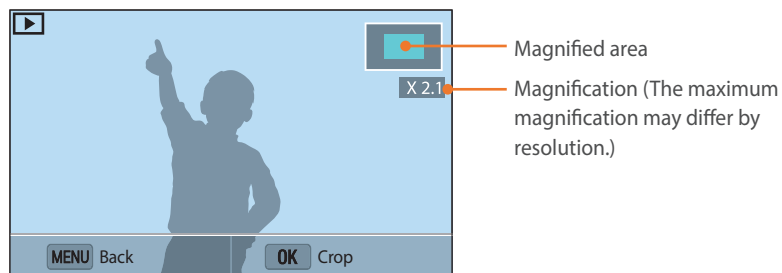 Magnified area
X 2.1
Magnification (The maximum
magnification may differ by
resolution.)
MENU Back
OK Crop